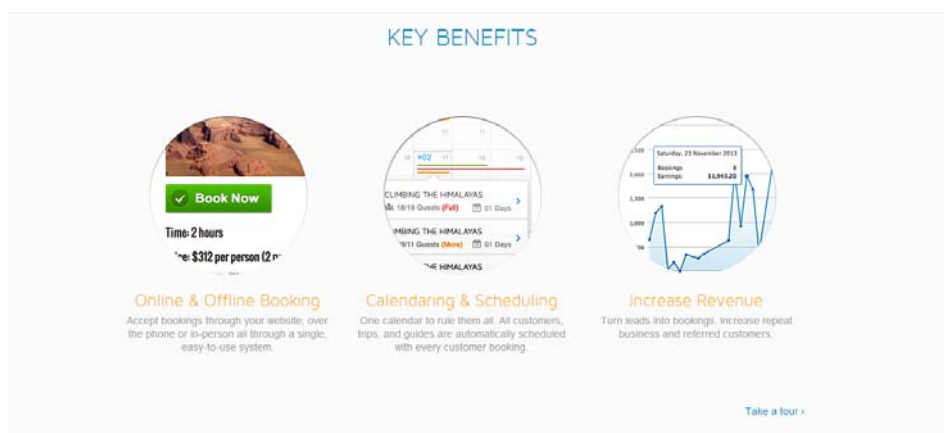 KEY BENEFITS
Book Now
Time: 2 hours
$312 per person (2
+02
CLIMBING THE HIMALAYAS
18/18 Guests (Full) 01 Days
CLIMBING THE HIMALAYAS
Guests (More) 01 Days
THE HIMALAYAS
Saturday, 23 November 2013
Bookings:
Earnings: $1,943.20
Online & Offline Booking
Accept bookings through your website, over
the phone or in-person all through a single,
easy-to-use system.
Calendaring & Scheduling
One calendar to rule them all. All customers,
trips, and guides are automatically scheduled
with every customer booking.
Increase Revenue
Turn leads into bookings. Increase repeat
business and referred customers.
Take a tour ›